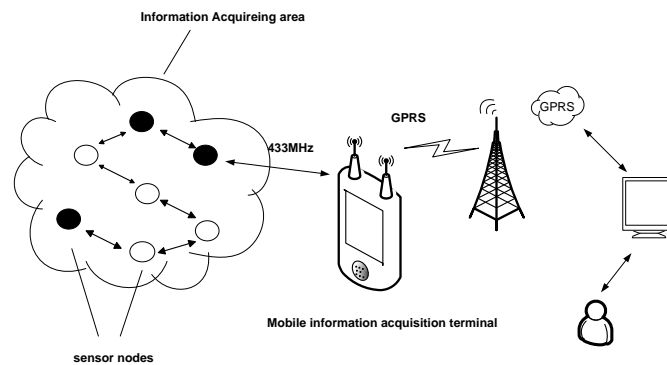 Information Acquireing area
GPRS
GPRS
433MHz
Mobile information acquisition terminal
sensor nodes